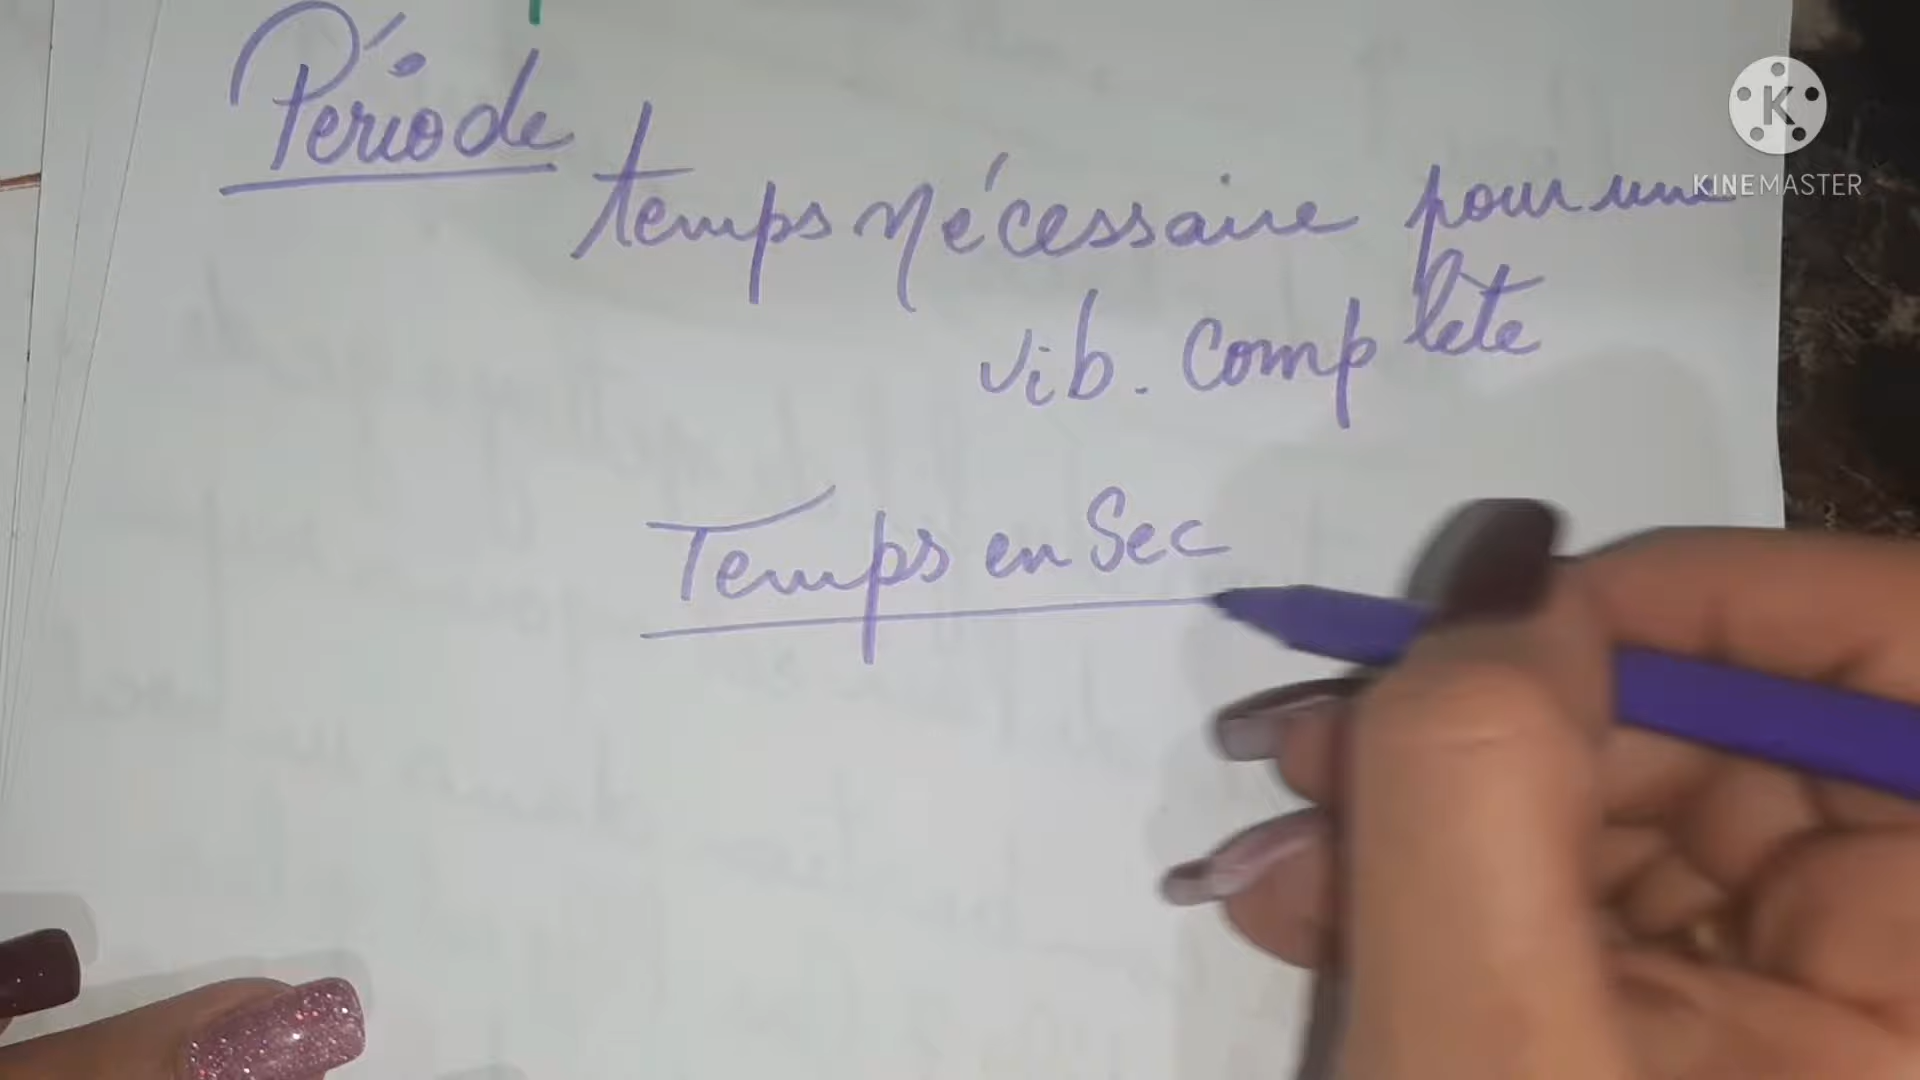 Période
temps nécessaire pour une
vib. complète
Temps en Sec
K
KINEMASTER